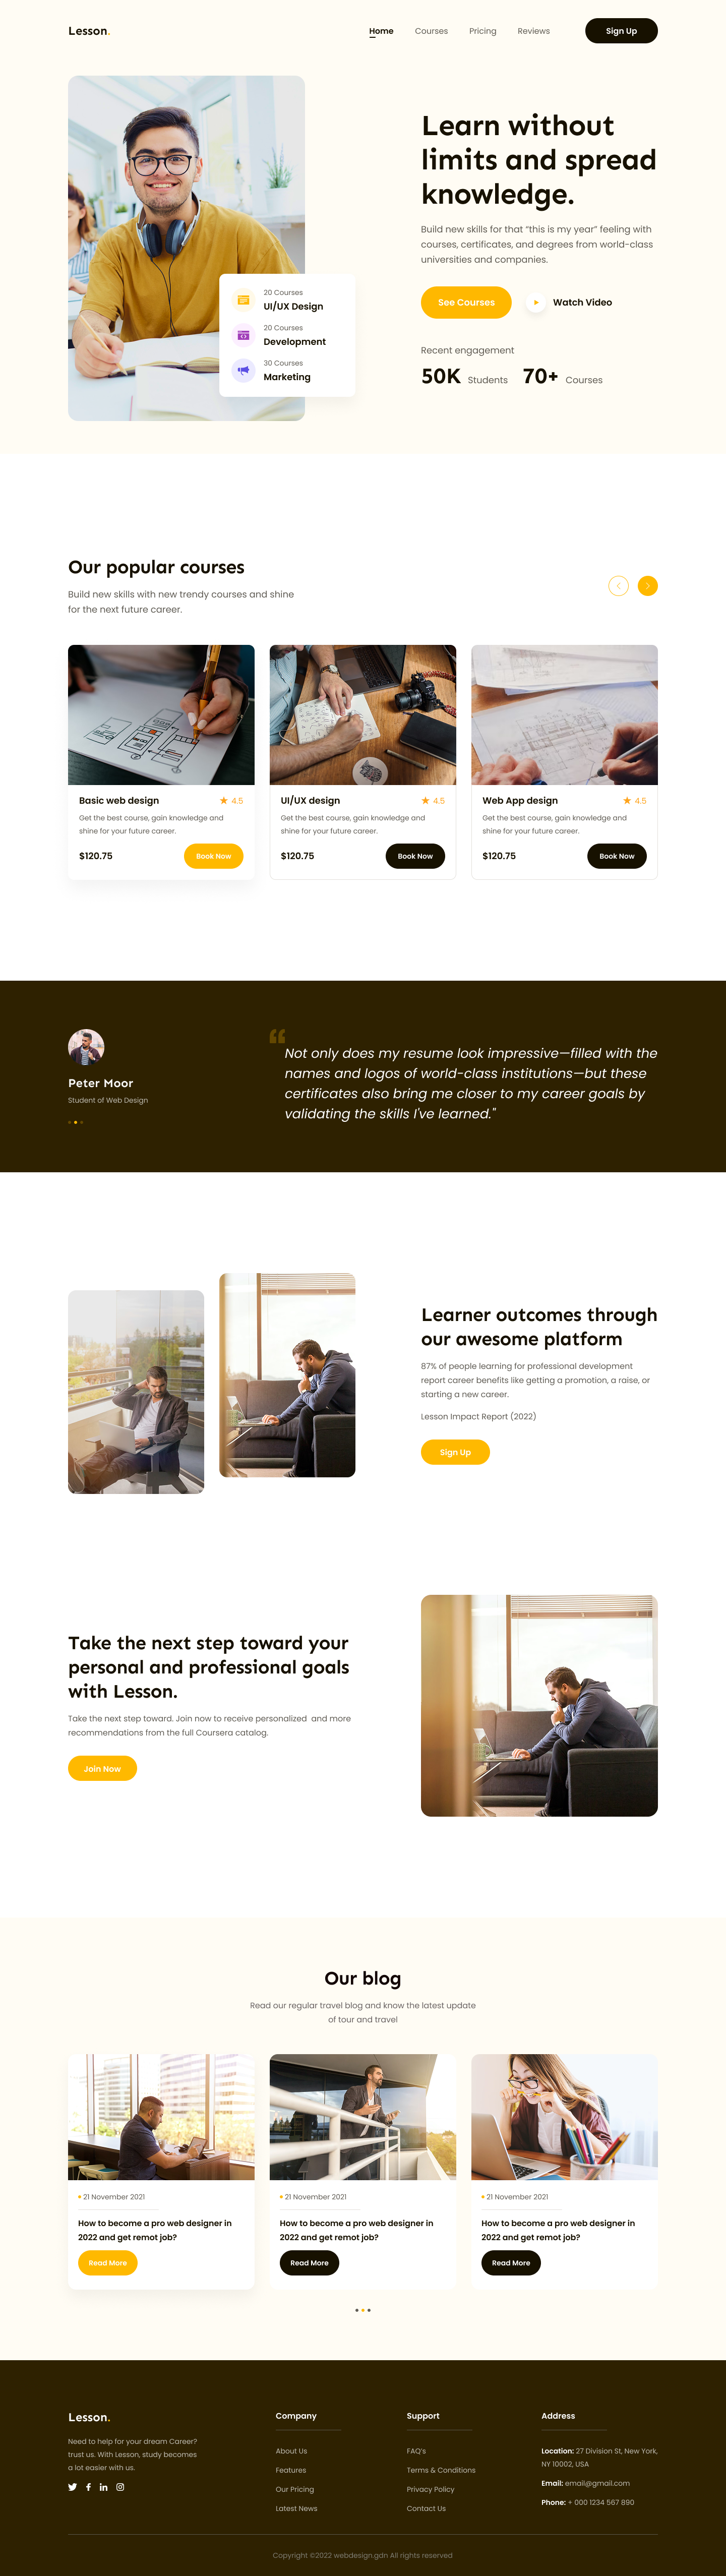 Lesson.
Home Courses Pricing Reviews Sign Up
Learn without
limits and spread
knowledge.
Build new skills for that “this is my year” feeling with
courses, certificates, and degrees from world-class
universities and companies.
See Courses Watch Video
Recent engagement
50K Students 70+ Courses
20 Courses
UI/UX Design
20 Courses
Development
30 Courses
Marketing
Our popular courses
Build new skills with new trendy courses and shine
for the next future career.
Basic web design 4.5
Get the best course, gain knowledge and
shine for your future career.
$120.75 Book Now
UI/UX design 4.5
Get the best course, gain knowledge and
shine for your future career.
$120.75 Book Now
Web App design 4.5
Get the best course, gain knowledge and
shine for your future career.
$120.75 Book Now
Peter Moor
Student of Web Design
“
Not only does my resume look impressive—filled with the
names and logos of world-class institutions—but these
certificates also bring me closer to my career goals by
validating the skills I've learned."
Learner outcomes through
our awesome platform
87% of people learning for professional development
report career benefits like getting a promotion, a raise, or
starting a new career.
Lesson Impact Report (2022)
Sign Up
Take the next step toward your
personal and professional goals
with Lesson.
Take the next step toward. Join now to receive personalized  and more
recommendations from the full Coursera catalog.
Join Now
Our blog
Read our regular travel blog and know the latest update
of tour and travel
21 November 2021
How to become a pro web designer in
2022 and get remot job?
Read More
21 November 2021
How to become a pro web designer in
2022 and get remot job?
Read More
21 November 2021
How to become a pro web designer in
2022 and get remot job?
Read More
Lesson.
Need to help for your dream Career?
trust us. With Lesson, study becomes
a lot easier with us.
Company
About Us
Features
Our Pricing
Latest News
Support
FAQ's
Terms & Conditions
Privacy Policy
Contact Us
Address
Location: 27 Division St, New York,
NY 10002, USA
Email: email@gmail.com
Phone: + 000 1234 567 890
Copyright ©2022 webdesign.gdn All rights reserved